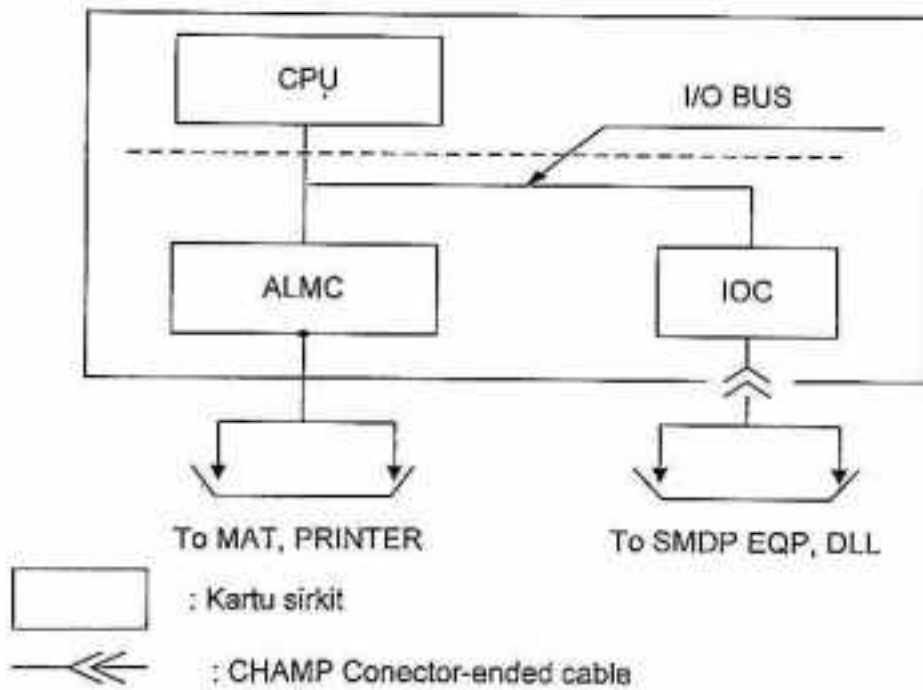 CPU
I/O BUS
ALMC
IOC
To MAT, PRINTER
To SMDP EQP, DLL
: Kartu sirkit
: CHAMP Conector-ended cable